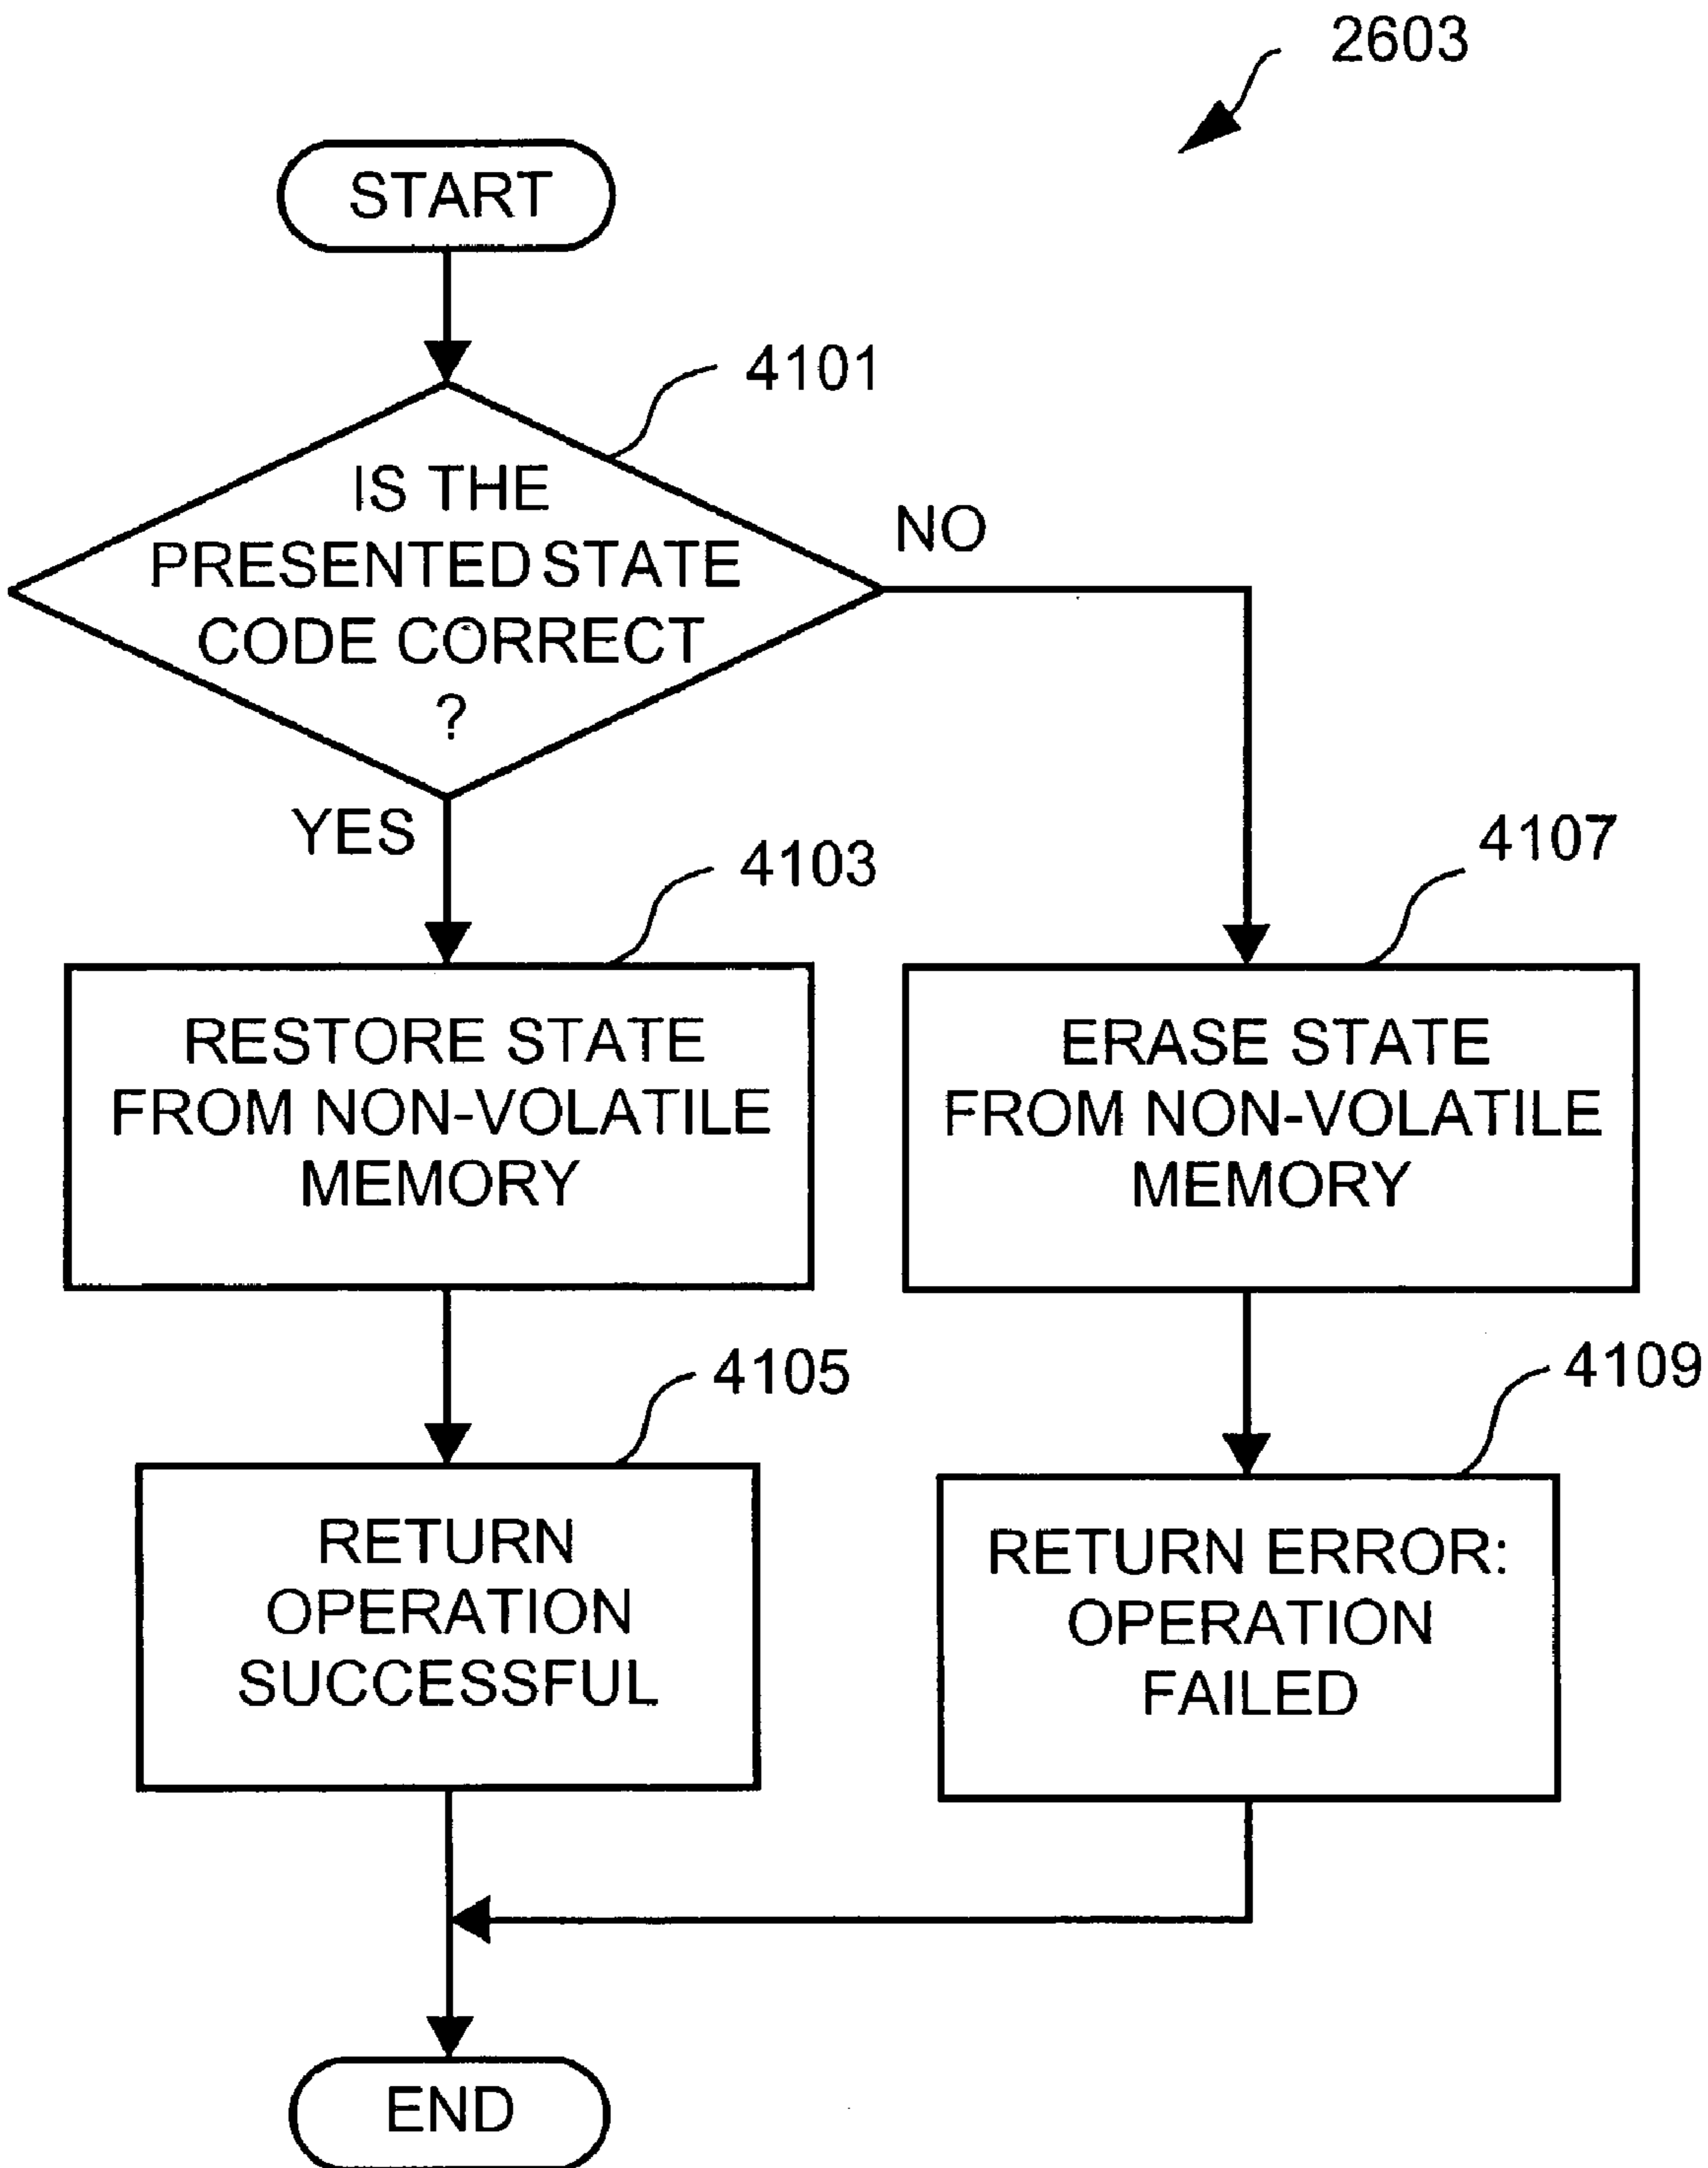 2603
START
4101
IS THE
PRESENTED STATE
CODE CORRECT
?
NO
YES
4103
RESTORE STATE
FROM NON-VOLATILE
MEMORY
4107
ERASE STATE
FROM NON-VOLATILE
MEMORY
4105
RETURN
OPERATION
SUCCESSFUL
4109
RETURN ERROR:
OPERATION
FAILED
END